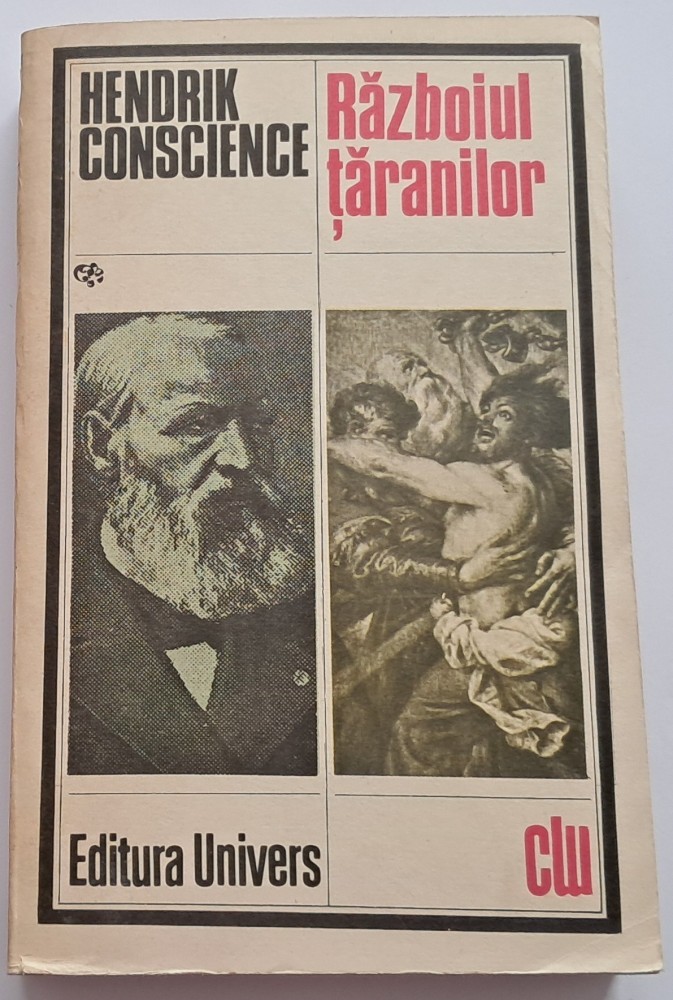 HENDRIK
CONSCIENCE
Războiul
țăranilor
Editura Univers
clu